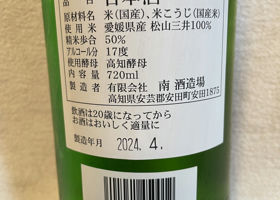 日本酒
原材料名 米(国産)、米こうじ(国産米)
使用米 愛媛県産 松山三井100%
精米歩合 50%
アルコール分 17度
使用酵母 高知酵母
内容量 720ml
製造者 有限会社 南酒造場
高知県安芸郡安田町安田1875
飲酒は20歳になってから
お酒はおいしく適量に
製造年月 2024.4.